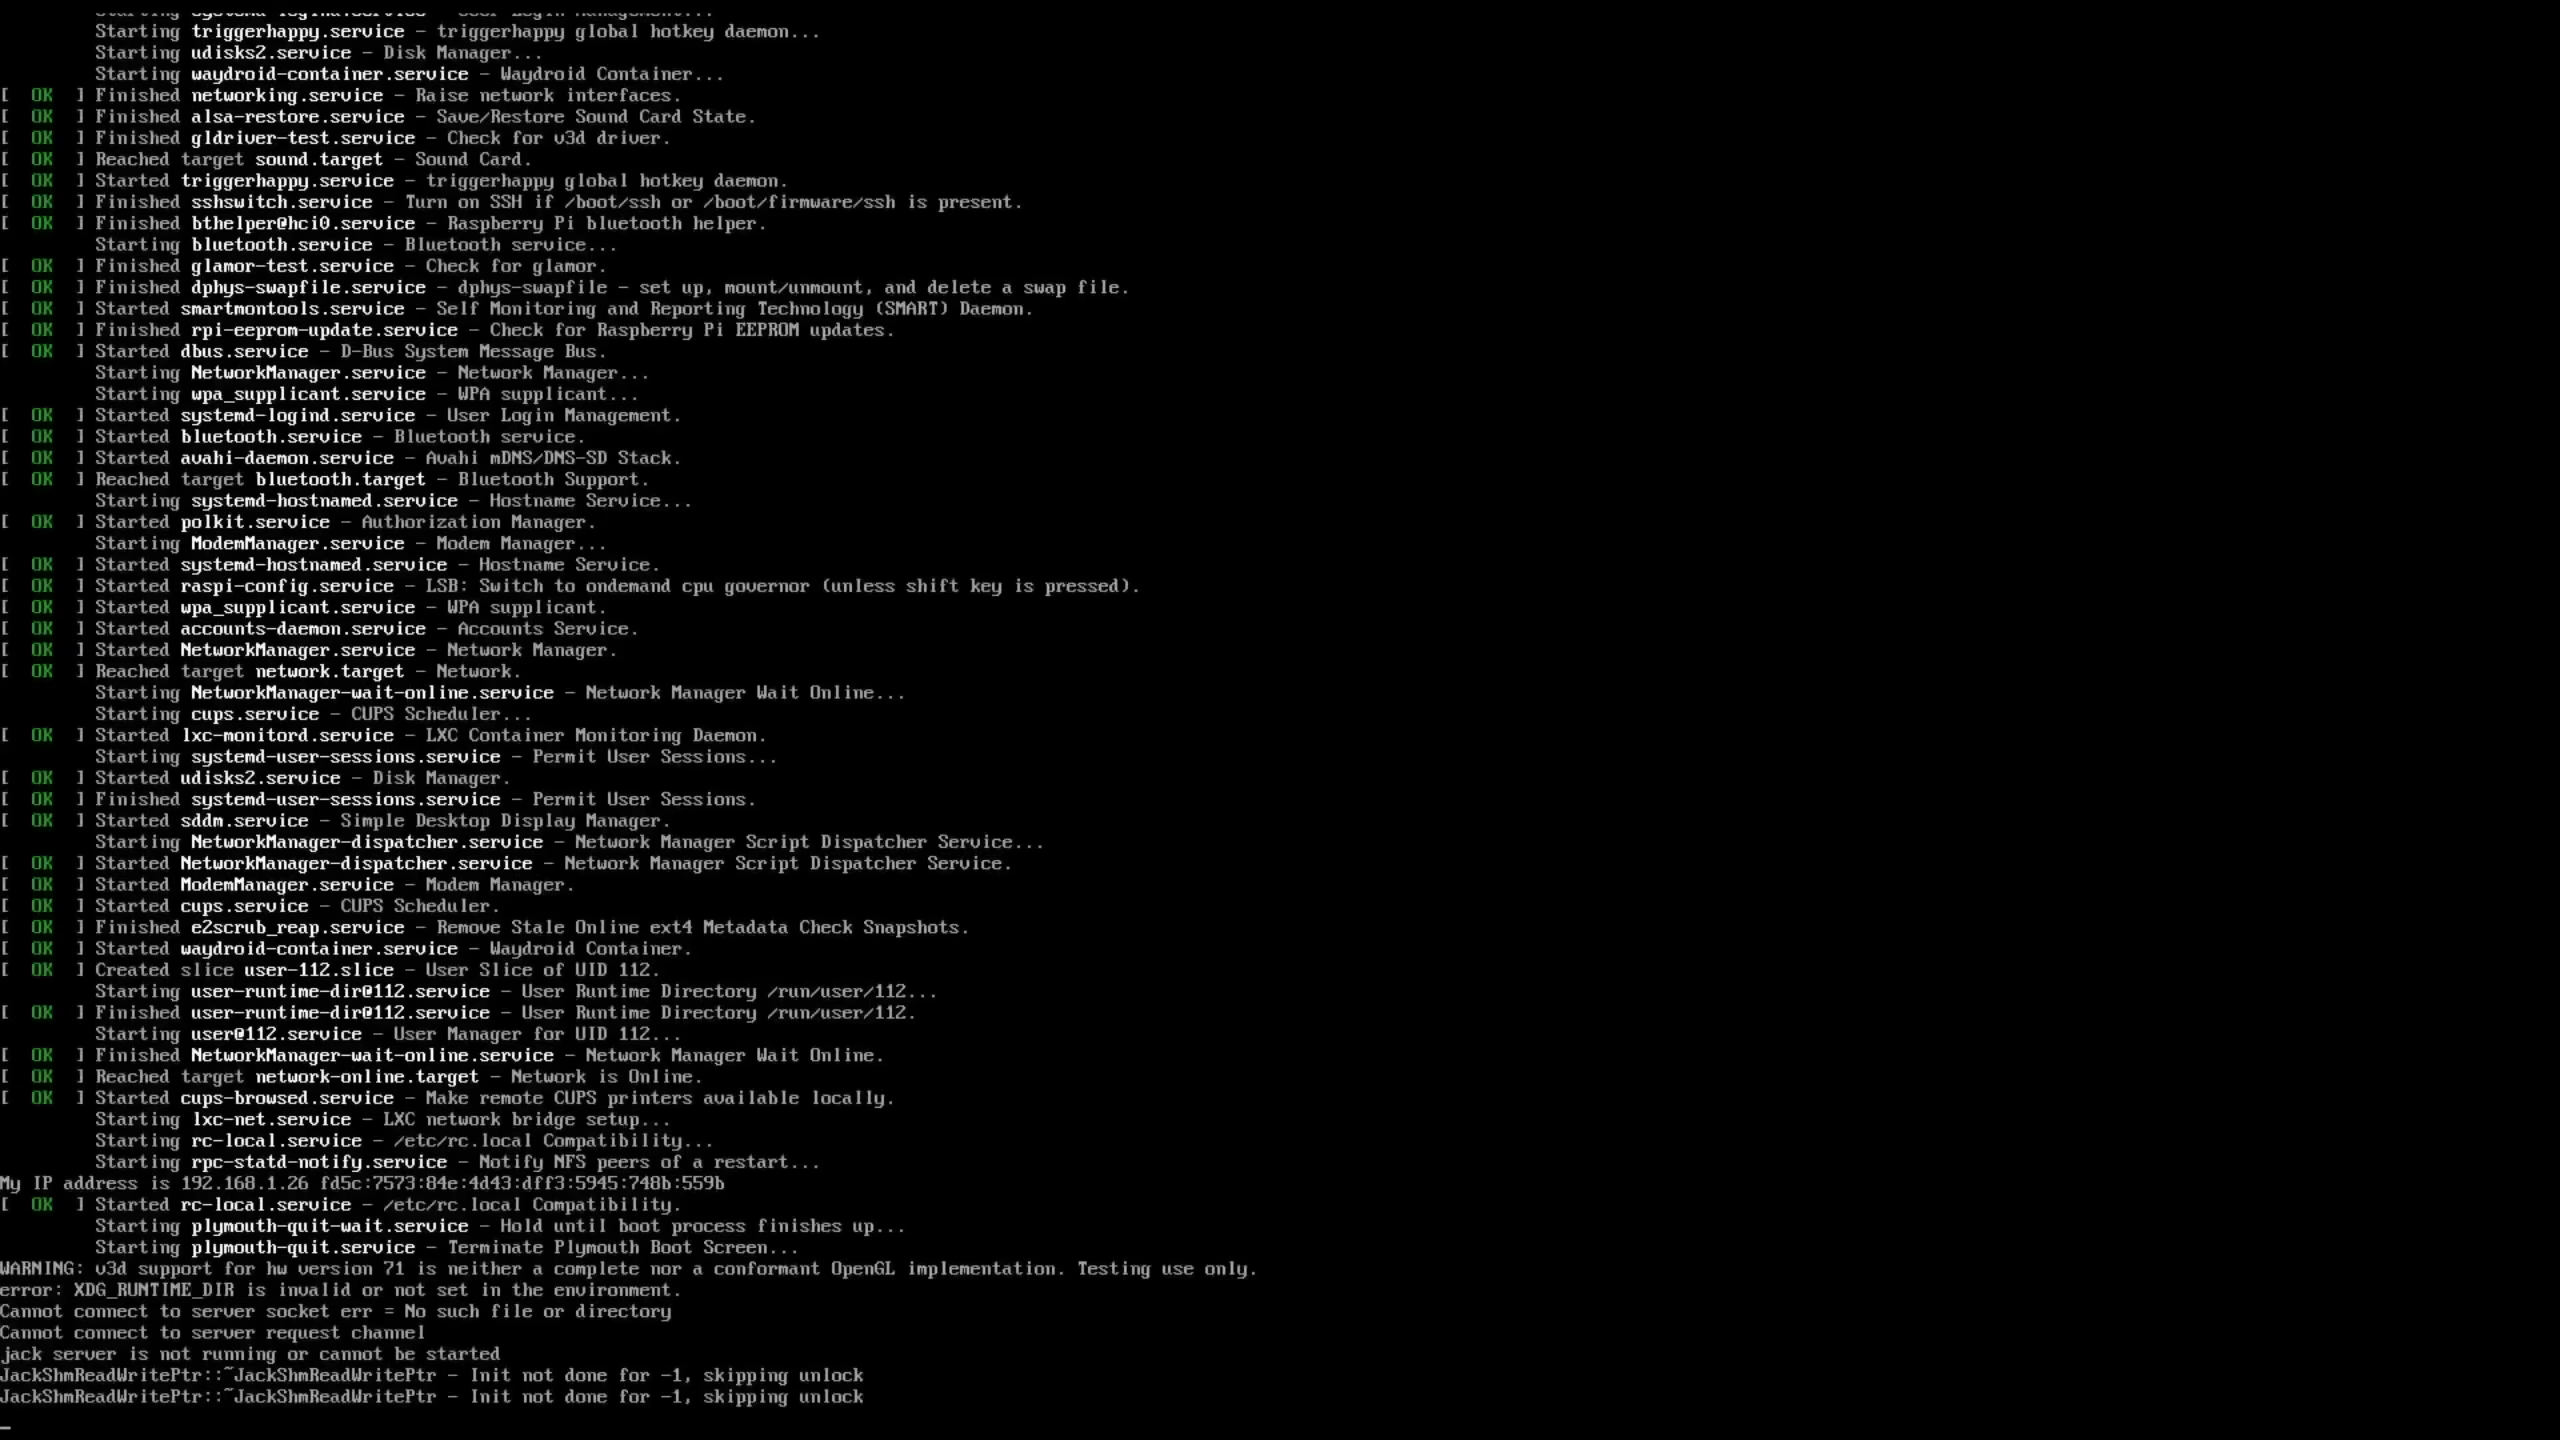 Starting systemd-logind.service - User Login Management...
Starting triggerhappy.service - triggerhappy global hotkey daemon...
Starting udisks2.service - Disk Manager...
Starting waydroid-container.service - Waydroid Container...
[  OK  ] Finished networking.service - Raise network interfaces.
[  OK  ] Finished alsa-restore.service - Save/Restore Sound Card State.
[  OK  ] Finished gldriver-test.service - Check for v3d driver.
[  OK  ] Reached target sound.target - Sound Card.
[  OK  ] Started triggerhappy.service - triggerhappy global hotkey daemon.
[  OK  ] Finished sshswitch.service - Turn on SSH if /boot/ssh or /boot/firmware/ssh is present.
[  OK  ] Finished bthelper@hci0.service - Raspberry Pi bluetooth helper.
Starting bluetooth.service - Bluetooth service...
[  OK  ] Finished glamor-test.service - Check for glamor.
[  OK  ] Finished dphys-swapfile.service - dphys-swapfile - set up, mount/unmount, and delete a swap file.
[  OK  ] Started smartmontools.service - Self Monitoring and Reporting Technology (SMART) Daemon.
[  OK  ] Finished rpi-eeprom-update.service - Check for Raspberry Pi EEPROM updates.
[  OK  ] Started dbus.service - D-Bus System Message Bus.
Starting NetworkManager.service - Network Manager...
Starting wpa_supplicant.service - WPA supplicant...
[  OK  ] Started systemd-logind.service - User Login Management.
[  OK  ] Started bluetooth.service - Bluetooth service.
[  OK  ] Started avahi-daemon.service - Avahi mDNS/DNS-SD Stack.
[  OK  ] Reached target bluetooth.target - Bluetooth Support.
Starting systemd-hostnamed.service - Hostname Service...
[  OK  ] Started polkit.service - Authorization Manager.
Starting ModemManager.service - Modem Manager...
[  OK  ] Started systemd-hostnamed.service - Hostname Service.
[  OK  ] Started raspi-config.service - LSB: Switch to ondemand cpu governor (unless shift key is pressed).
[  OK  ] Started wpa_supplicant.service - WPA supplicant.
[  OK  ] Started accounts-daemon.service - Accounts Service.
[  OK  ] Started NetworkManager.service - Network Manager.
[  OK  ] Reached target network.target - Network.
Starting NetworkManager-wait-online.service - Network Manager Wait Online...
Starting cups.service - CUPS Scheduler...
[  OK  ] Started lxc-monitord.service - LXC Container Monitoring Daemon.
Starting systemd-user-sessions.service - Permit User Sessions...
[  OK  ] Started udisks2.service - Disk Manager.
[  OK  ] Finished systemd-user-sessions.service - Permit User Sessions.
[  OK  ] Started sddm.service - Simple Desktop Display Manager.
Starting NetworkManager-dispatcher.service - Network Manager Script Dispatcher Service...
[  OK  ] Started NetworkManager-dispatcher.service - Network Manager Script Dispatcher Service.
[  OK  ] Started ModemManager.service - Modem Manager.
[  OK  ] Started cups.service - CUPS Scheduler.
[  OK  ] Finished e2scrub_reap.service - Remove Stale Online ext4 Metadata Check Snapshots.
[  OK  ] Started waydroid-container.service - Waydroid Container.
[  OK  ] Created slice user-112.slice - User Slice of UID 112.
Starting user-runtime-dir@112.service - User Runtime Directory /run/user/112...
[  OK  ] Finished user-runtime-dir@112.service - User Runtime Directory /run/user/112.
Starting user@112.service - User Manager for UID 112...
[  OK  ] Finished NetworkManager-wait-online.service - Network Manager Wait Online.
[  OK  ] Reached target network-online.target - Network is Online.
[  OK  ] Started cups-browsed.service - Make remote CUPS printers available locally.
Starting lxc-net.service - LXC network bridge setup...
Starting rc-local.service - /etc/rc.local Compatibility...
Starting rpc-statd-notify.service - Notify NFS peers of a restart...
My IP address is 192.168.1.26 fd5c:7573:84e:4d43:dff3:5945:748b:559b
[  OK  ] Started rc-local.service - /etc/rc.local Compatibility.
Starting plymouth-quit-wait.service - Hold until boot process finishes up...
Starting plymouth-quit.service - Terminate Plymouth Boot Screen...
WARNING: v3d support for hw version 71 is neither a complete nor a conformant OpenGL implementation. Testing use only.
error: XDG_RUNTIME_DIR is invalid or not set in the environment.
Cannot connect to server socket err = No such file or directory
Cannot connect to server request channel
jack server is not running or cannot be started
JackShmReadWritePtr::~JackShmReadWritePtr - Init not done for -1, skipping unlock
JackShmReadWritePtr::~JackShmReadWritePtr - Init not done for -1, skipping unlock